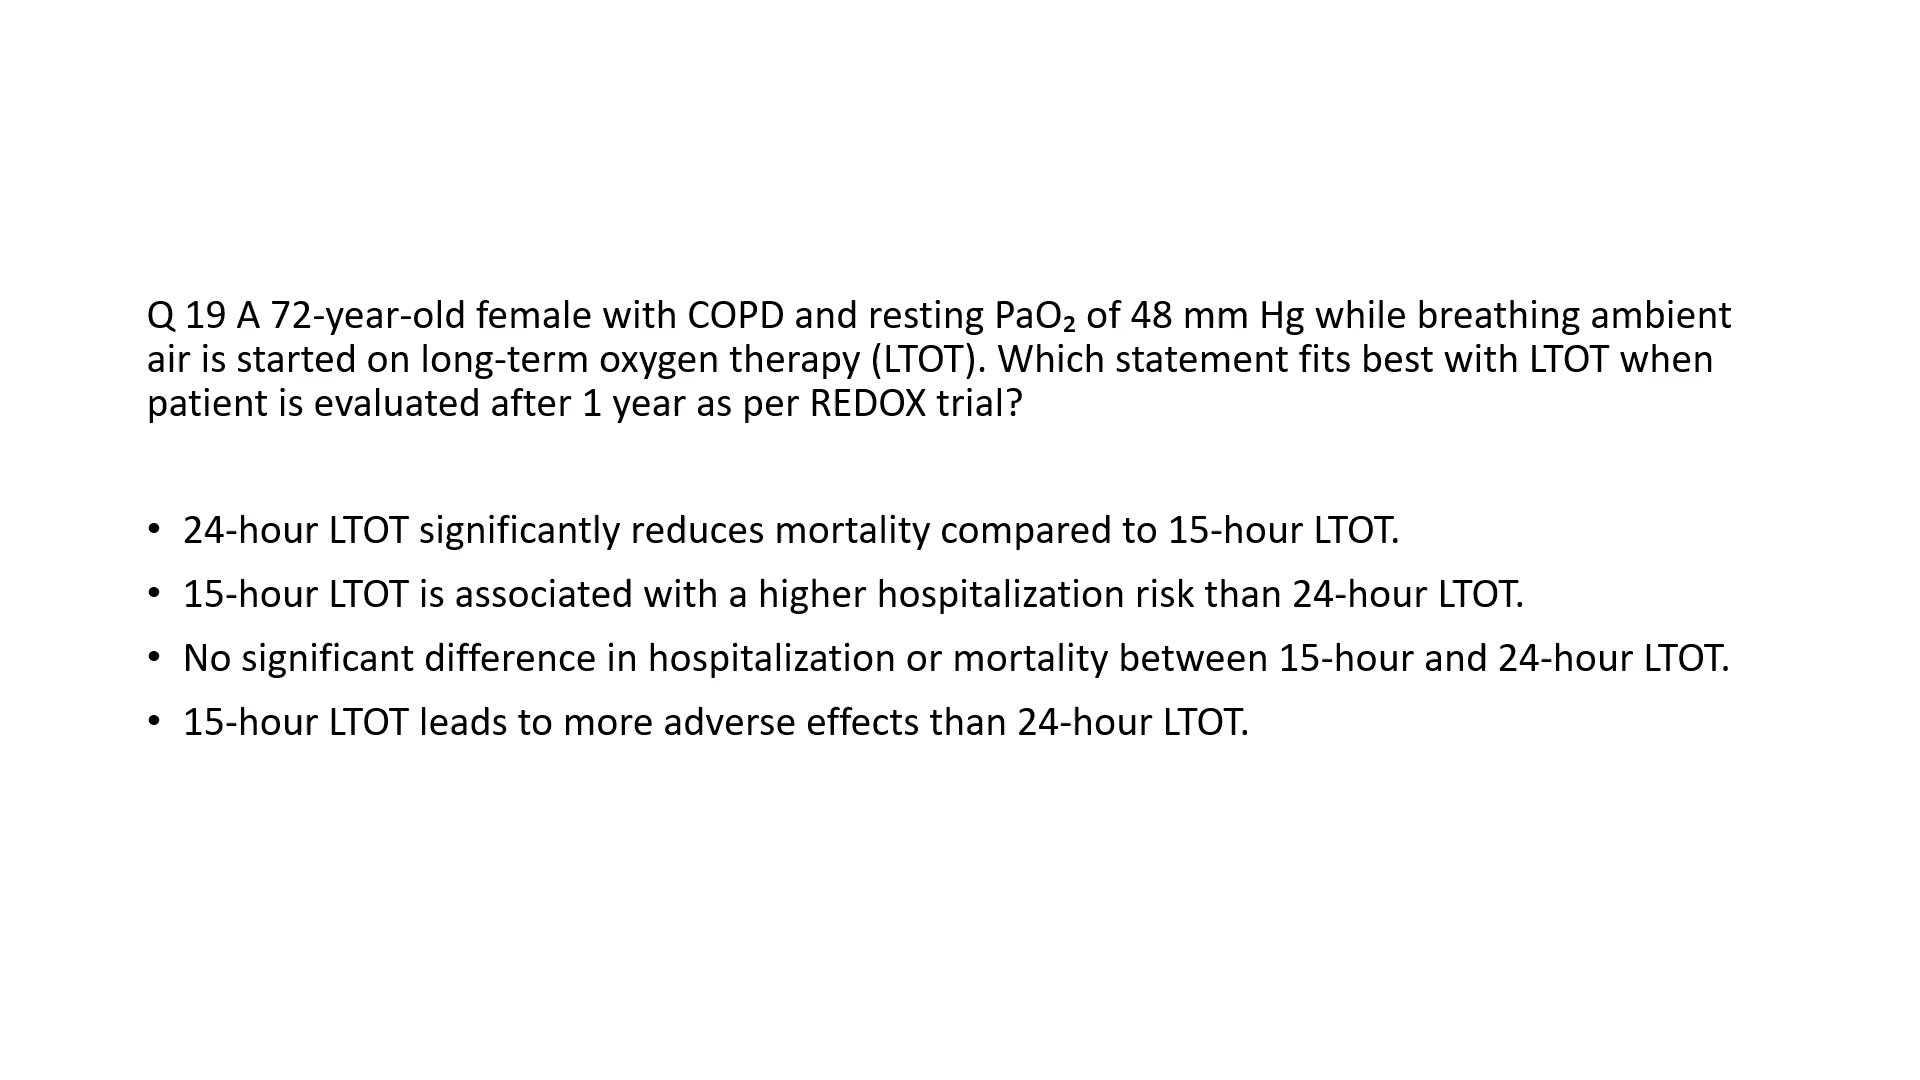 Q 19 A 72-year-old female with COPD and resting PaO₂ of 48 mm Hg while breathing ambient
air is started on long-term oxygen therapy (LTOT). Which statement fits best with LTOT when
patient is evaluated after 1 year as per REDOX trial?
• 24-hour LTOT significantly reduces mortality compared to 15-hour LTOT.
• 15-hour LTOT is associated with a higher hospitalization risk than 24-hour LTOT.
• No significant difference in hospitalization or mortality between 15-hour and 24-hour LTOT.
• 15-hour LTOT leads to more adverse effects than 24-hour LTOT.